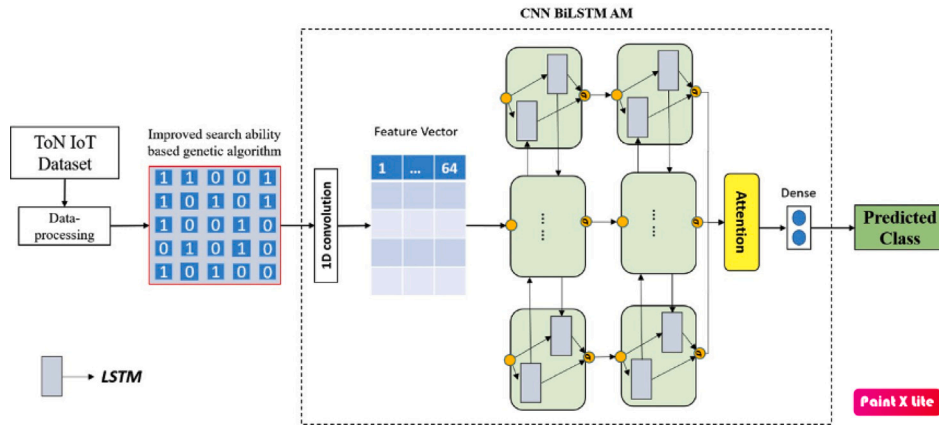 CNN BiLSTM AM
ToN IoT
Dataset
Data-
processing
Improved search ability
based genetic algorithm
1 1 0 0 1
1 0 1 0 1
1 0 0 1 0
0 1 0 1 0
1 0 1 0 0
1D convolution
Feature Vector
1 ... 64
....
....
....
....
σ
σ
σ
σ
σ
σ
Attention
Dense
Predicted
Class
LSTM
Paint X Lite